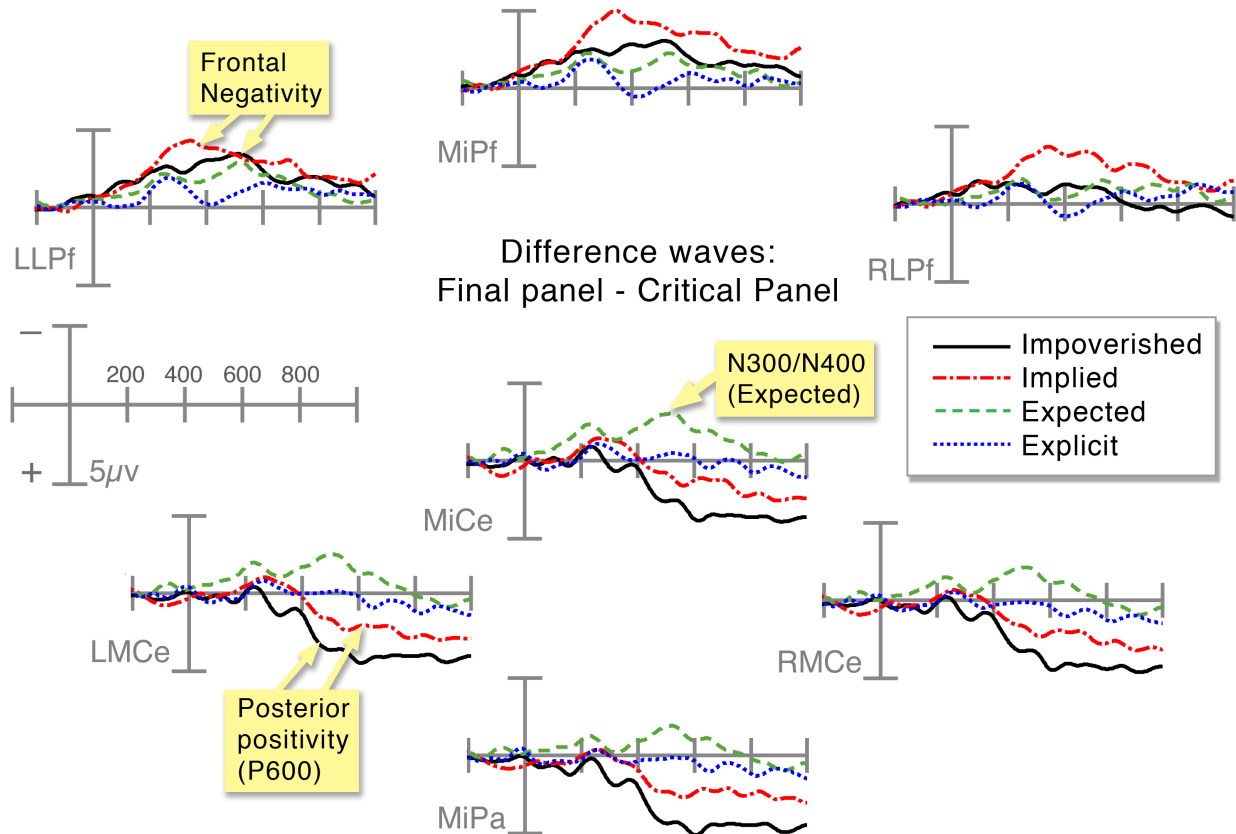 Frontal
Negativity
MiPf
LLPf
RLPf
Difference waves:
Final panel - Critical Panel
–
200 400 600 800
+
5μv
N300/N400
(Expected)
Impoverished
Implied
Expected
Explicit
MiCe
LMCe
RMCe
Posterior
positivity
(P600)
MiPa